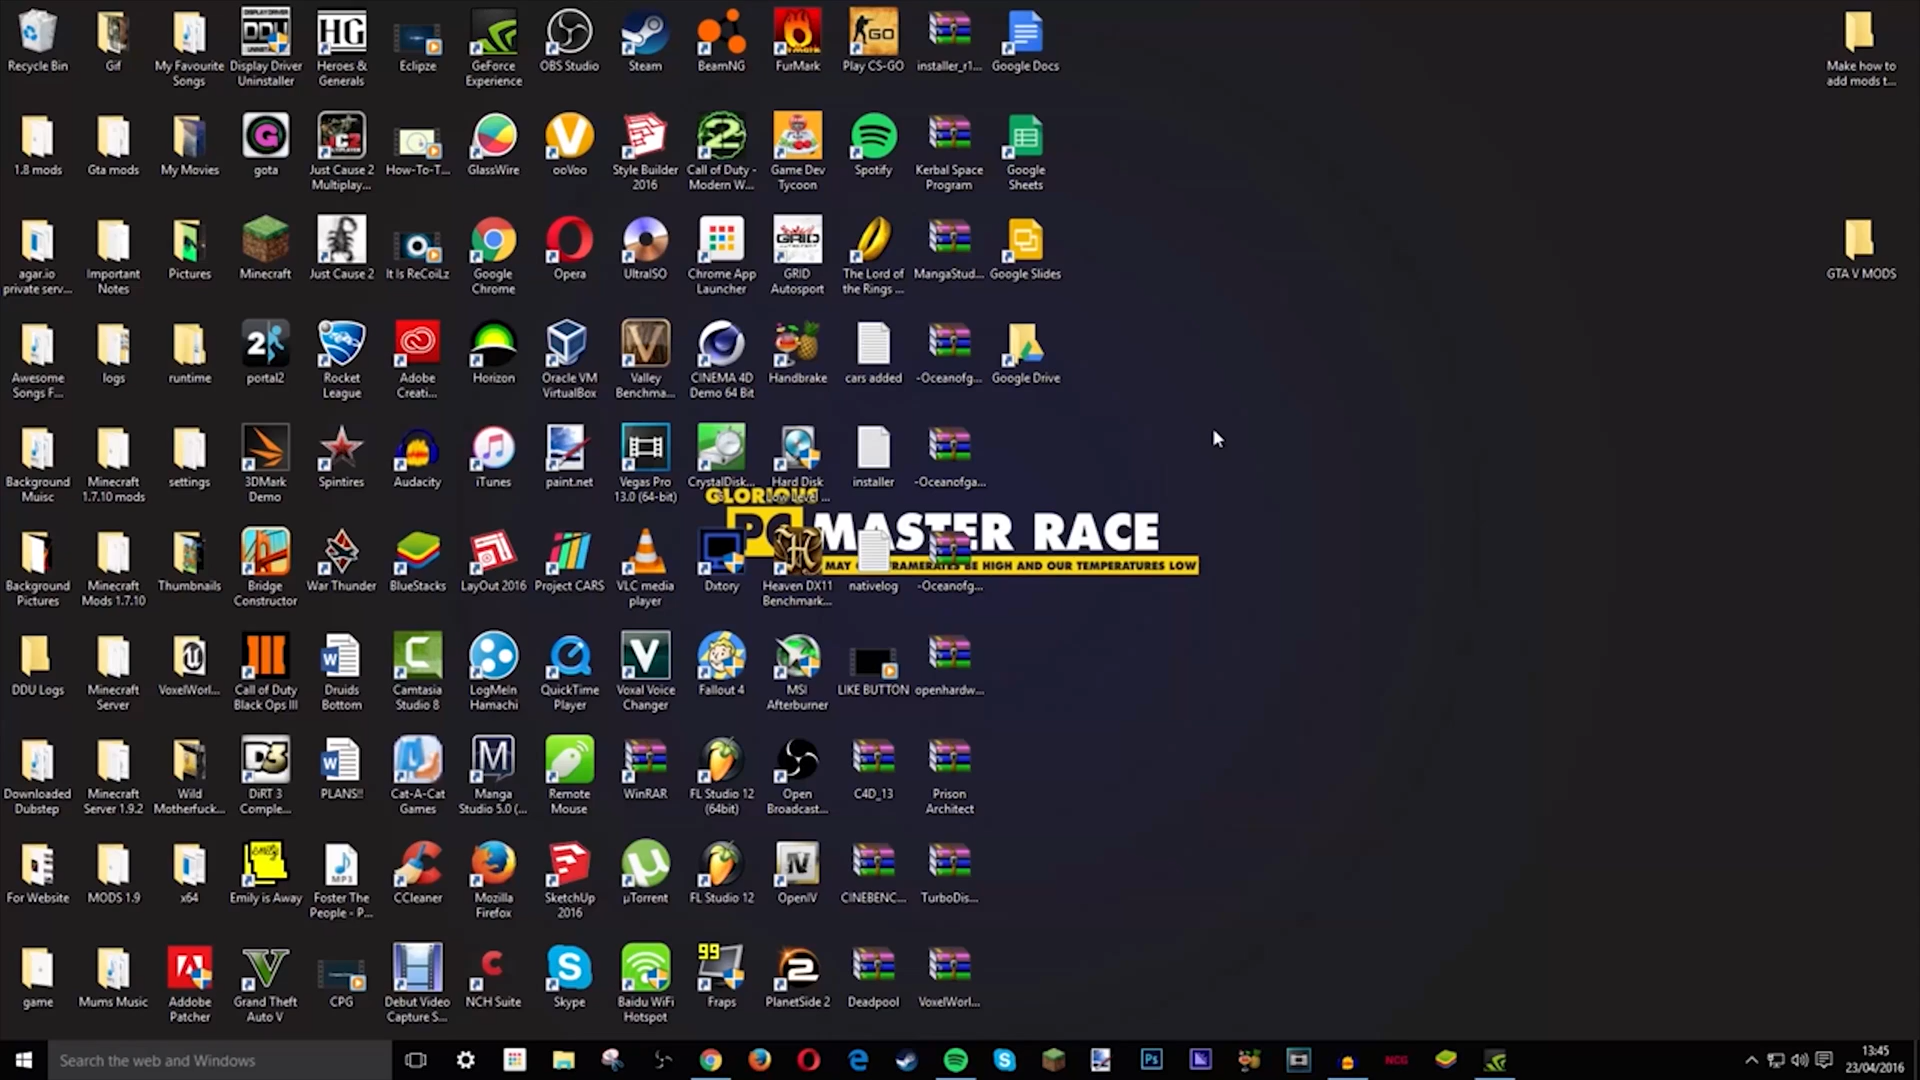 Recycle Bin
Gif
My Favourite
Songs
Display Driver
Uninstaller
Heroes &
Generals
Eclipze
GeForce
Experience
OBS Studio
Steam
BeamNG
FurMark
Play CS-GO
installer_r1...
Google Docs
Make how to
add mods t...
1.8 mods
Gta mods
My Movies
gota
Just Cause 2
Multiplay...
How-To-T...
GlassWire
ooVoo
Style Builder
2016
Call of Duty -
Modern W...
Game Dev
Tycoon
Spotify
Kerbal Space
Program
Google
Sheets
agar.io
private serv...
Important
Notes
Pictures
Minecraft
Just Cause 2
It Is ReCoiLz
Google
Chrome
Opera
UltraISO
Chrome App
Launcher
GRID
Autosport
The Lord of
the Rings ...
MangaStud...
Google Slides
GTA V MODS
Awesome
Songs F...
logs
runtime
portal2
Rocket
League
Adobe
Creati...
Horizon
Oracle VM
VirtualBox
Valley
Benchma...
CINEMA 4D
Demo 64 Bit
Handbrake
cars added
-Oceanofg...
Google Drive
Background
Muisc
Minecraft
1.7.10 mods
settings
3DMark
Demo
Spintires
Audacity
iTunes
paint.net
Vegas Pro
13.0 (64-bit)
CrystalDisk...
Hard Disk
Low Level ...
installer
-Oceanofga...
GLORIOUS
PC MASTER RACE
MAY OUR FRAMERATES BE HIGH AND OUR TEMPERATURES LOW
Background
Pictures
Minecraft
Mods 1.7.10
Thumbnails
Bridge
Constructor
War Thunder
BlueStacks
LayOut 2016
Project CARS
VLC media
player
Dxtory
Heaven DX11
Benchmark...
nativelog
-Oceanofg...
DDU Logs
Minecraft
Server
VoxelWorl...
Call of Duty
Black Ops III
Druids
Bottom
Camtasia
Studio 8
LogMeIn
Hamachi
QuickTime
Player
Voxal Voice
Changer
Fallout 4
MSI
Afterburner
LIKE BUTTON
openhardw...
Downloaded
Dubstep
Minecraft
Server 1.9.2
Wild
Motherfuck...
DiRT 3
Comple...
PLANS!!
Cat-A-Cat
Games
Manga
Studio 5.0 (...
Remote
Mouse
WinRAR
FL Studio 12
(64bit)
Open
Broadcast...
C4D_13
Prison
Architect
For Website
MODS 1.9
x64
Emily is Away
Foster The
People - P...
CCleaner
Mozilla
Firefox
SketchUp
2016
µTorrent
FL Studio 12
OpenIV
CINEBENC...
TurboDis...
game
Mums Music
Addobe
Patcher
Grand Theft
Auto V
CPG
Debut Video
Capture S...
NCH Suite
Skype
Baidu WiFi
Hotspot
Fraps
PlanetSide 2
Deadpool
VoxelWorl...
Search the web and Windows
13:45
23/04/2016